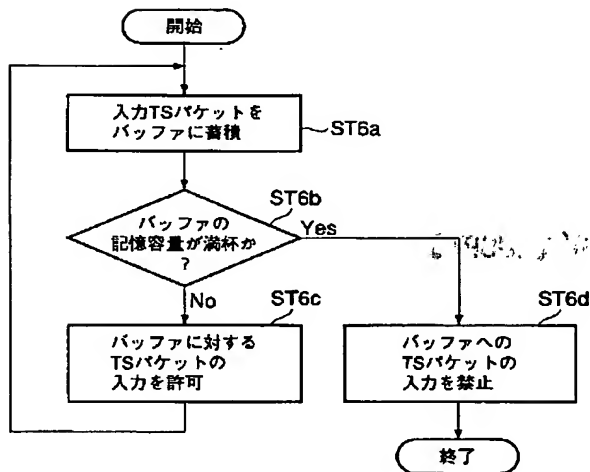 開始
入力TSパケットを
バッファに蓄積
ST6a
ST6b
バッファの
記憶容量が満杯か
?
Yes
No
ST6c
バッファに対する
TSパケットの
入力を許可
ST6d
バッファへの
TSパケットの
入力を禁止
終了